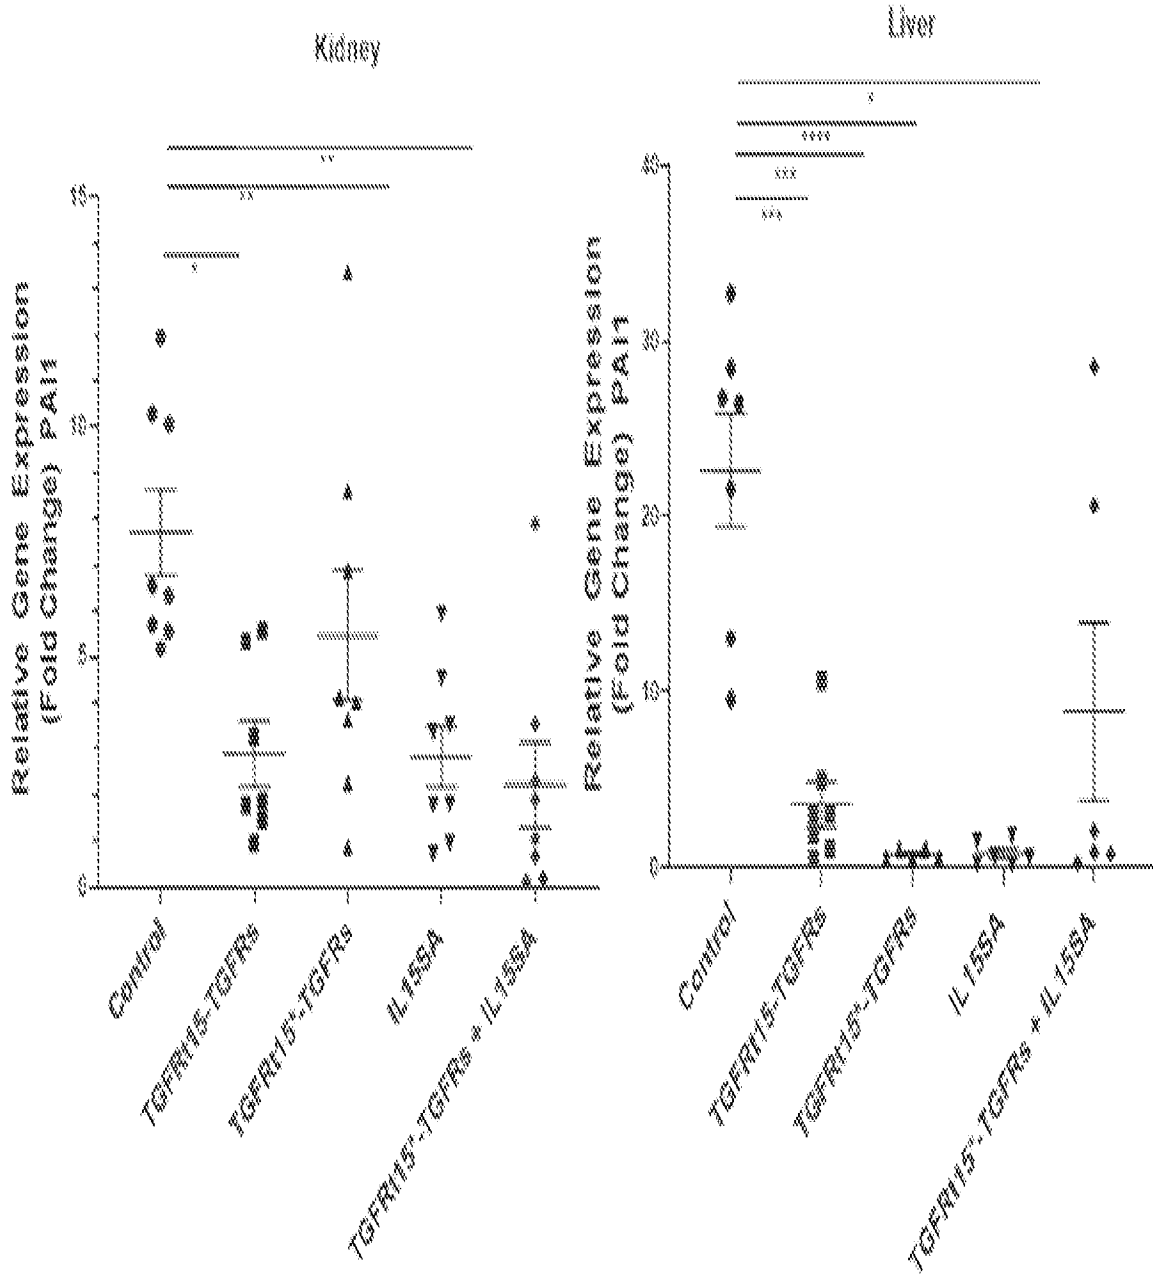 Kidney
**
**
*
15
10
5
0
Relative Gene Expression
(Fold Change) PAI1
Control
TGFRt15-TGFRs
TGFRt15*-TGFRs
IL15SA
TGFRt15*-TGFRs + IL15SA
Liver
*
****
***
***
40
30
20
10
0
Relative Gene Expression
(Fold Change) PAI1
Control
TGFRt15-TGFRs
TGFRt15*-TGFRs
IL15SA
TGFRt15*-TGFRs + IL15SA